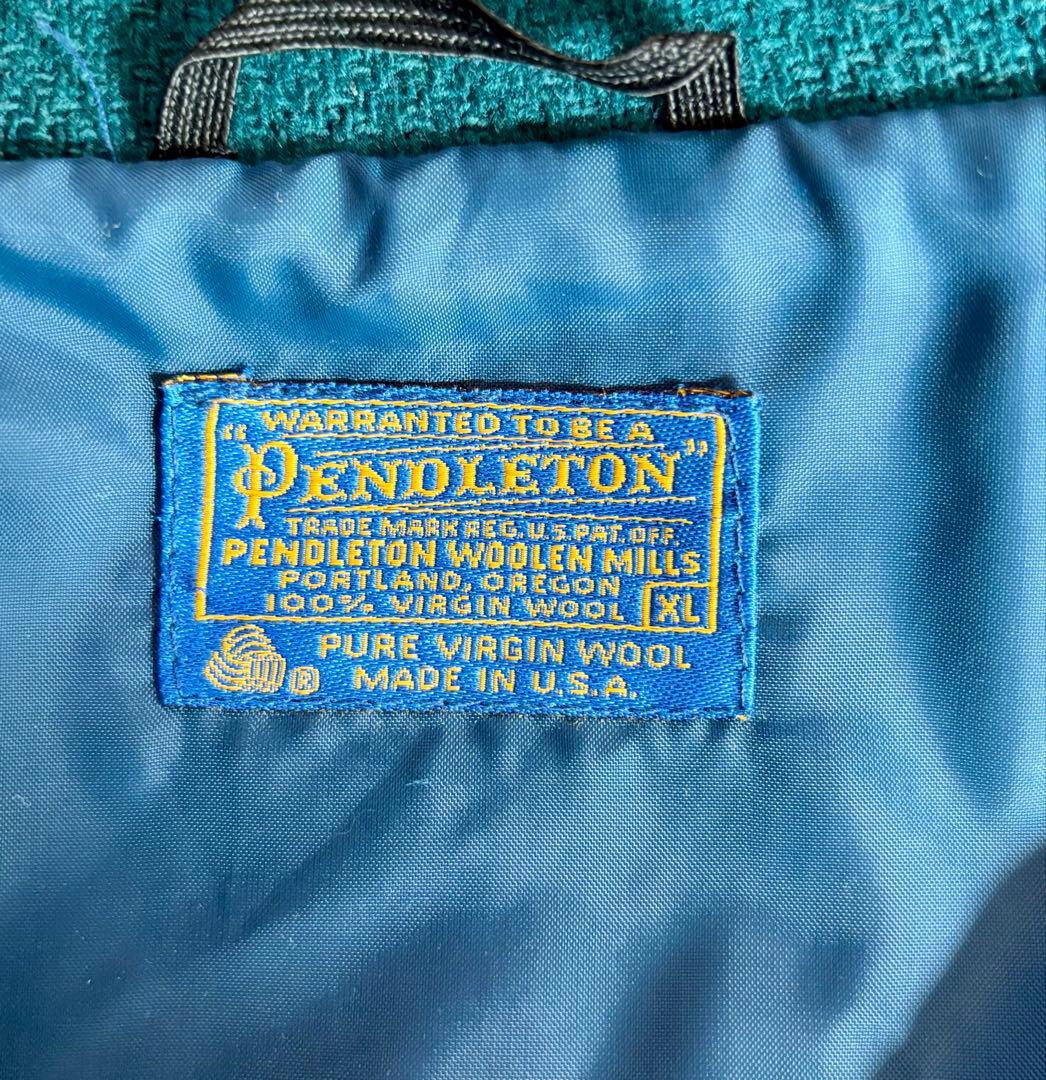 WARRANTED TO BE A
"PENDLETON"
TRADE MARK REG. U.S. PAT. OFF.
PENDLETON WOOLEN MILLS
PORTLAND, OREGON
100% VIRGIN WOOL XL
PURE VIRGIN WOOL
® MADE IN U.S.A.